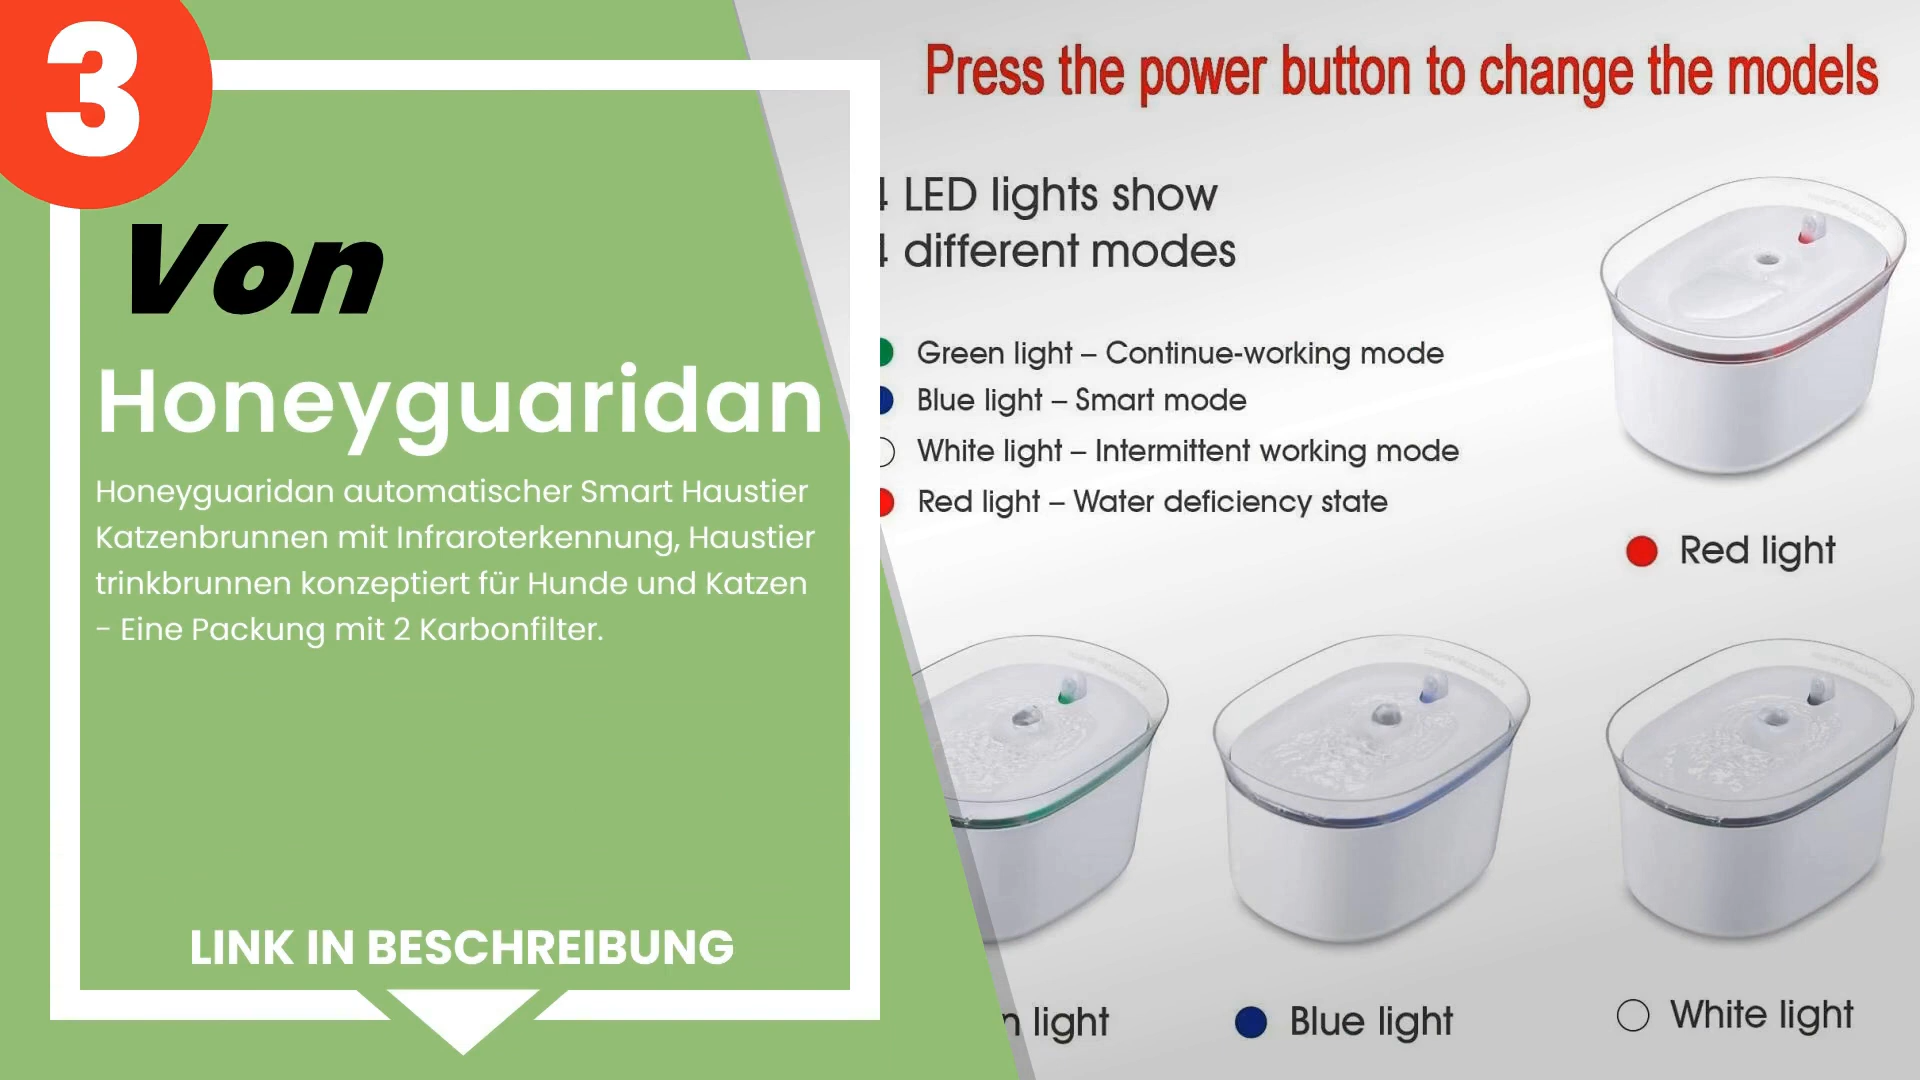 3
Von
Honeyguaridan
Honeyguaridan automatischer Smart Haustier
Katzenbrunnen mit Infraroterkennung, Haustier
trinkbrunnen konzeptiert für Hunde und Katzen
- Eine Packung mit 2 Karbonfilter.
LINK IN BESCHREIBUNG
Press the power button to change the models
4 LED lights show
4 different modes
Green light – Continue-working mode
Blue light – Smart mode
White light – Intermittent working mode
Red light – Water deficiency state
Red light
n light
Blue light
White light